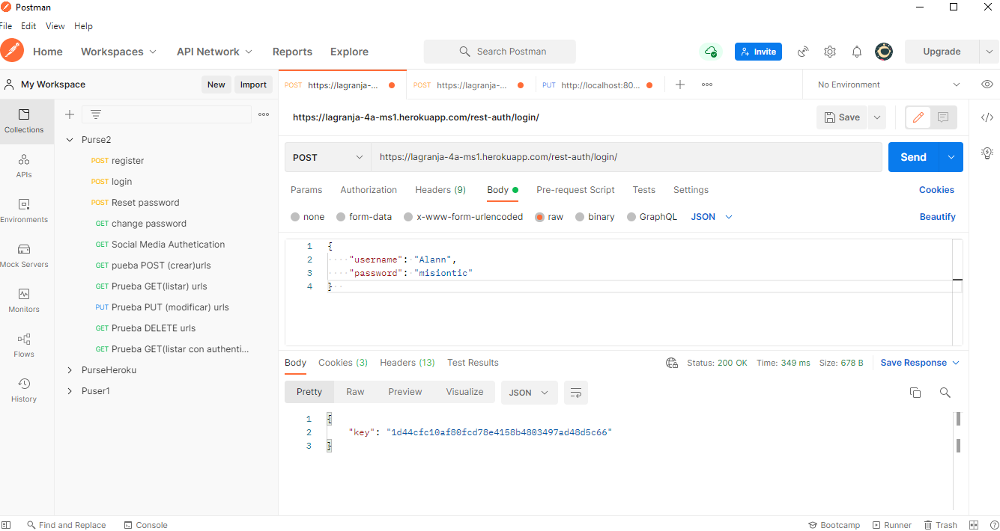 Postman
File Edit View Help
Home Workspaces API Network Reports Explore Search Postman Invite Upgrade
My Workspace New Import POST https://lagranja-... POST https://lagranja-... PUT http://localhost:80... No Environment
Collections
APIs
Environments
Mock Servers
Monitors
Flows
History
Purse2
POST register
POST login
POST Reset password
GET change password
GET Social Media Authetication
GET pueba POST (crear)urls
GET Prueba GET(listar) urls
PUT Prueba PUT (modificar) urls
GET Prueba DELETE urls
GET Prueba GET(listar con authenti...
PurseHeroku
Puser1
https://lagranja-4a-ms1.herokuapp.com/rest-auth/login/ Save
POST https://lagranja-4a-ms1.herokuapp.com/rest-auth/login/ Send
Params Authorization Headers (9) Body Pre-request Script Tests Settings Cookies
none form-data x-www-form-urlencoded raw binary GraphQL JSON Beautify
1 {
2 "username": "Alann",
3 "password": "misiontic"
4 }
Body Cookies (3) Headers (13) Test Results Status: 200 OK Time: 349 ms Size: 678 B Save Response
Pretty Raw Preview Visualize JSON
1 {
2 "key": "1d44cfc10af80fcd78e4158b4803497ad48d5c66"
3 }
Find and Replace Console Bootcamp Runner Trash